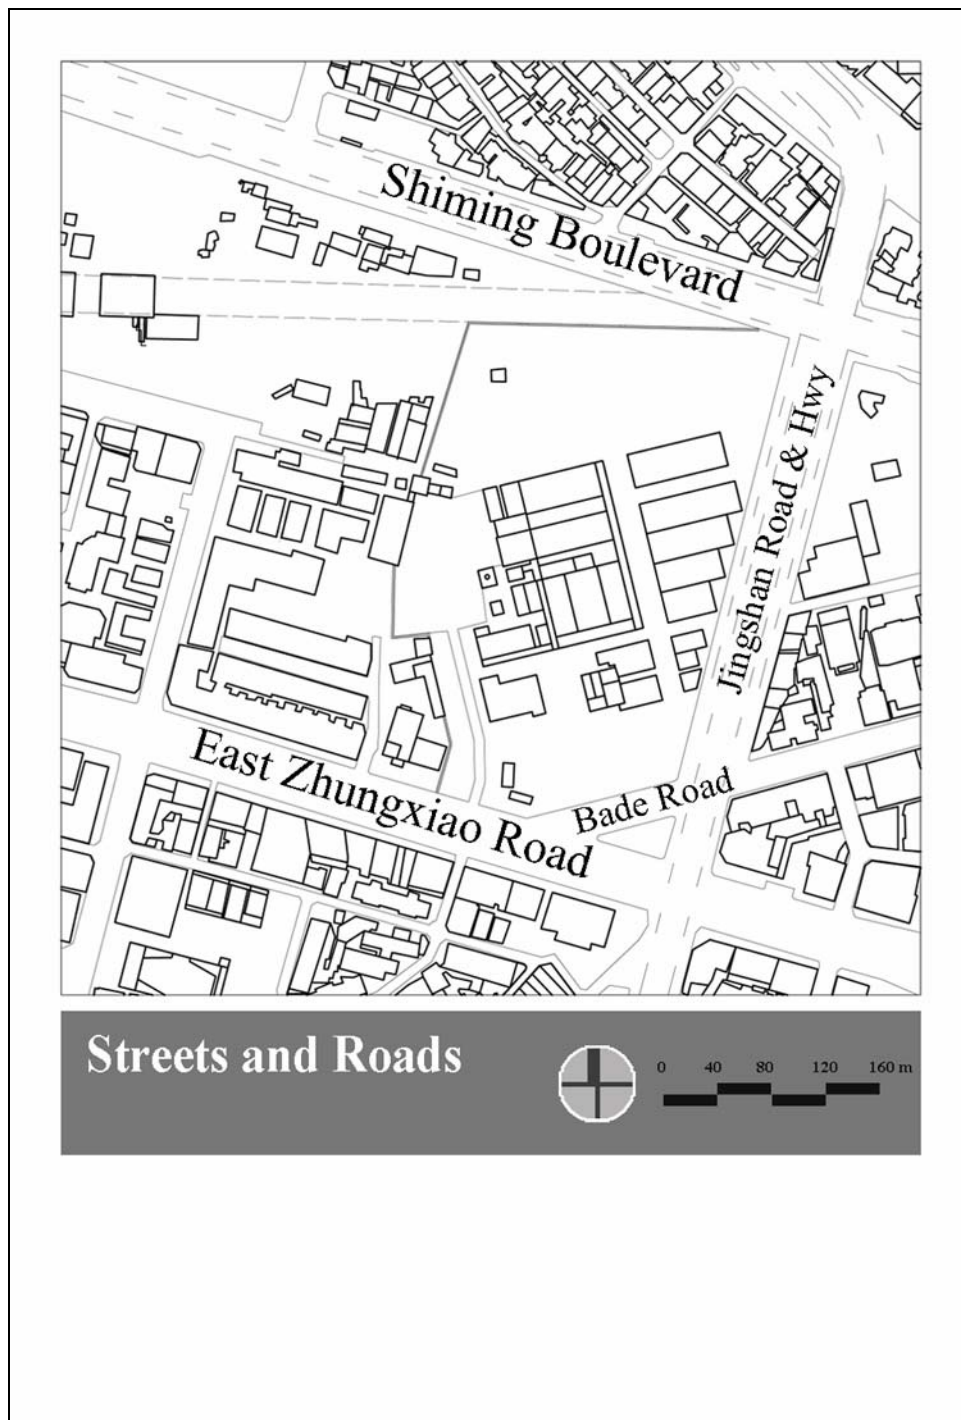 Shiming Boulevard
Jingshan Road & Hwy
East Zhungxiao Road
Bade Road
Streets and Roads
0 40 80 120 160 m